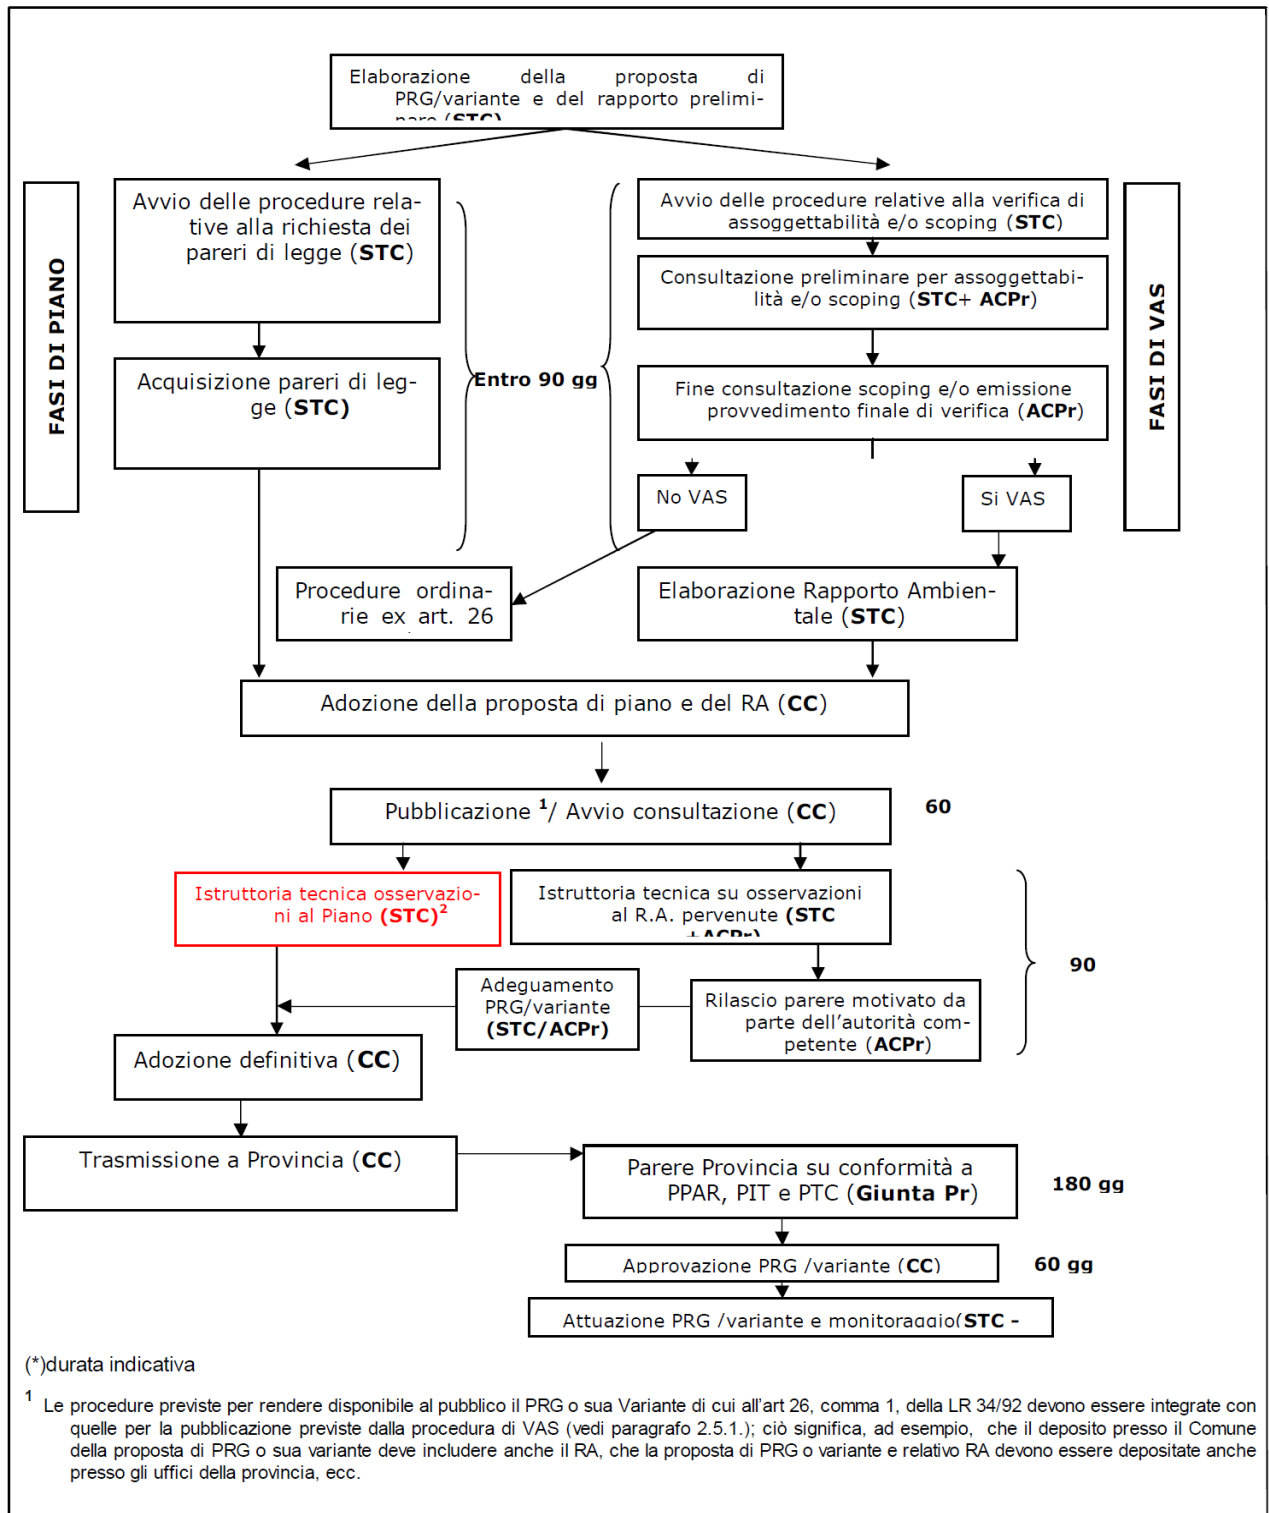 Elaborazione della proposta di
PRG/variante e del rapporto prelimi-
nare (STC)
FASI DI PIANO
Avvio delle procedure rela-
tive alla richiesta dei
pareri di legge (STC)
Acquisizione pareri di leg-
ge (STC)
Entro 90 gg
Avvio delle procedure relative alla verifica di
assoggettabilità e/o scoping (STC)
Consultazione preliminare per assoggettabi-
lità e/o scoping (STC+ ACPr)
Fine consultazione scoping e/o emissione
provvedimento finale di verifica (ACPr)
FASI DI VAS
No VAS
Si VAS
Procedure ordina-
rie ex art. 26
Elaborazione Rapporto Ambien-
tale (STC)
Adozione della proposta di piano e del RA (CC)
Pubblicazione 1/ Avvio consultazione (CC)
60
Istruttoria tecnica osservazio-
ni al Piano (STC)2
Istruttoria tecnica su osservazioni
al R.A. pervenute (STC
+ACPr)
90
Adeguamento
PRG/variante
(STC/ACPr)
Rilascio parere motivato da
parte dell'autorità com-
petente (ACPr)
Adozione definitiva (CC)
Trasmissione a Provincia (CC)
Parere Provincia su conformità a
PPAR, PIT e PTC (Giunta Pr)
180 gg
Approvazione PRG /variante (CC)
60 gg
Attuazione PRG /variante e monitoraggio(STC –
(*)durata indicativa
1 Le procedure previste per rendere disponibile al pubblico il PRG o sua Variante di cui all'art 26, comma 1, della LR 34/92 devono essere integrate con
quelle per la pubblicazione previste dalla procedura di VAS (vedi paragrafo 2.5.1.); ciò significa, ad esempio, che il deposito presso il Comune
della proposta di PRG o sua variante deve includere anche il RA, che la proposta di PRG o variante e relativo RA devono essere depositate anche
presso gli uffici della provincia, ecc.